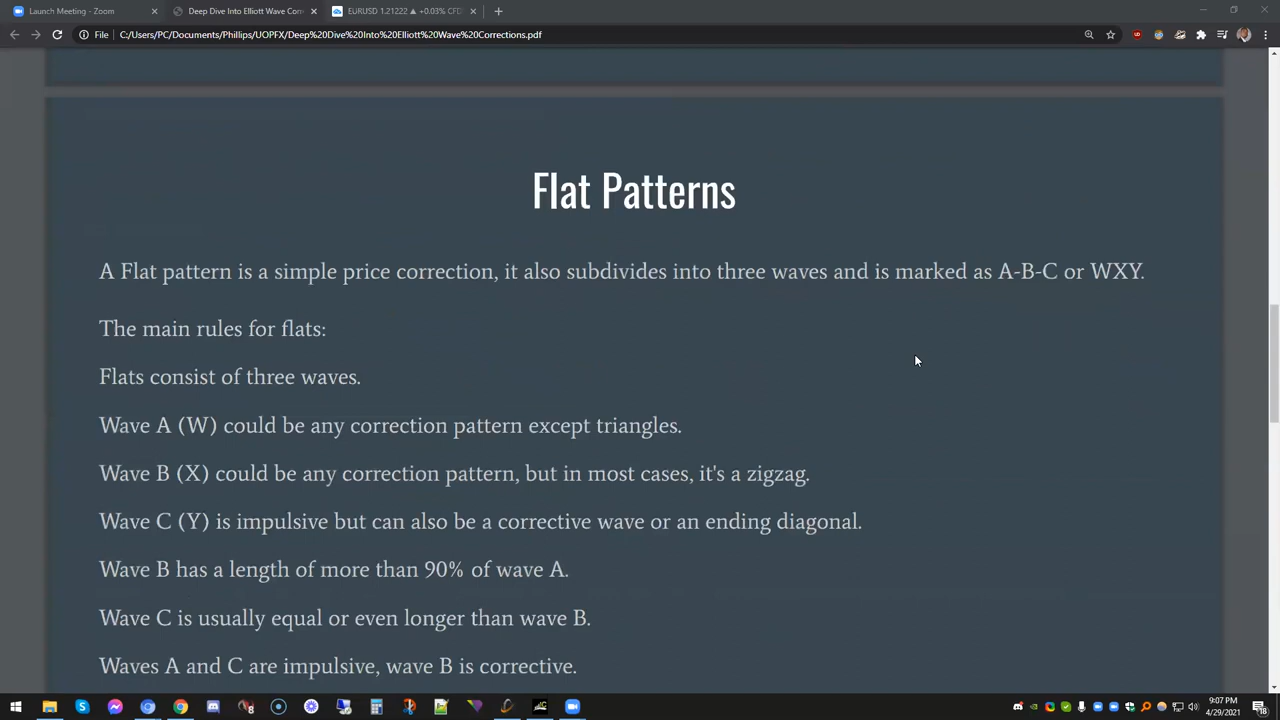 Launch Meeting - Zoom
Deep Dive Into Elliott Wave Corr
EURUSD 1.21222 ▲ +0.03% CFD
File
C:/Users/PC/Documents/Phillips/UOPFX/Deep%20Dive%20Into%20Elliott%20Wave%20Corrections.pdf
Flat Patterns
A Flat pattern is a simple price correction, it also subdivides into three waves and is marked as A-B-C or WXY.
The main rules for flats:
Flats consist of three waves.
Wave A (W) could be any correction pattern except triangles.
Wave B (X) could be any correction pattern, but in most cases, it's a zigzag.
Wave C (Y) is impulsive but can also be a corrective wave or an ending diagonal.
Wave B has a length of more than 90% of wave A.
Wave C is usually equal or even longer than wave B.
Waves A and C are impulsive, wave B is corrective.
9:07 PM
4/29/2021
18